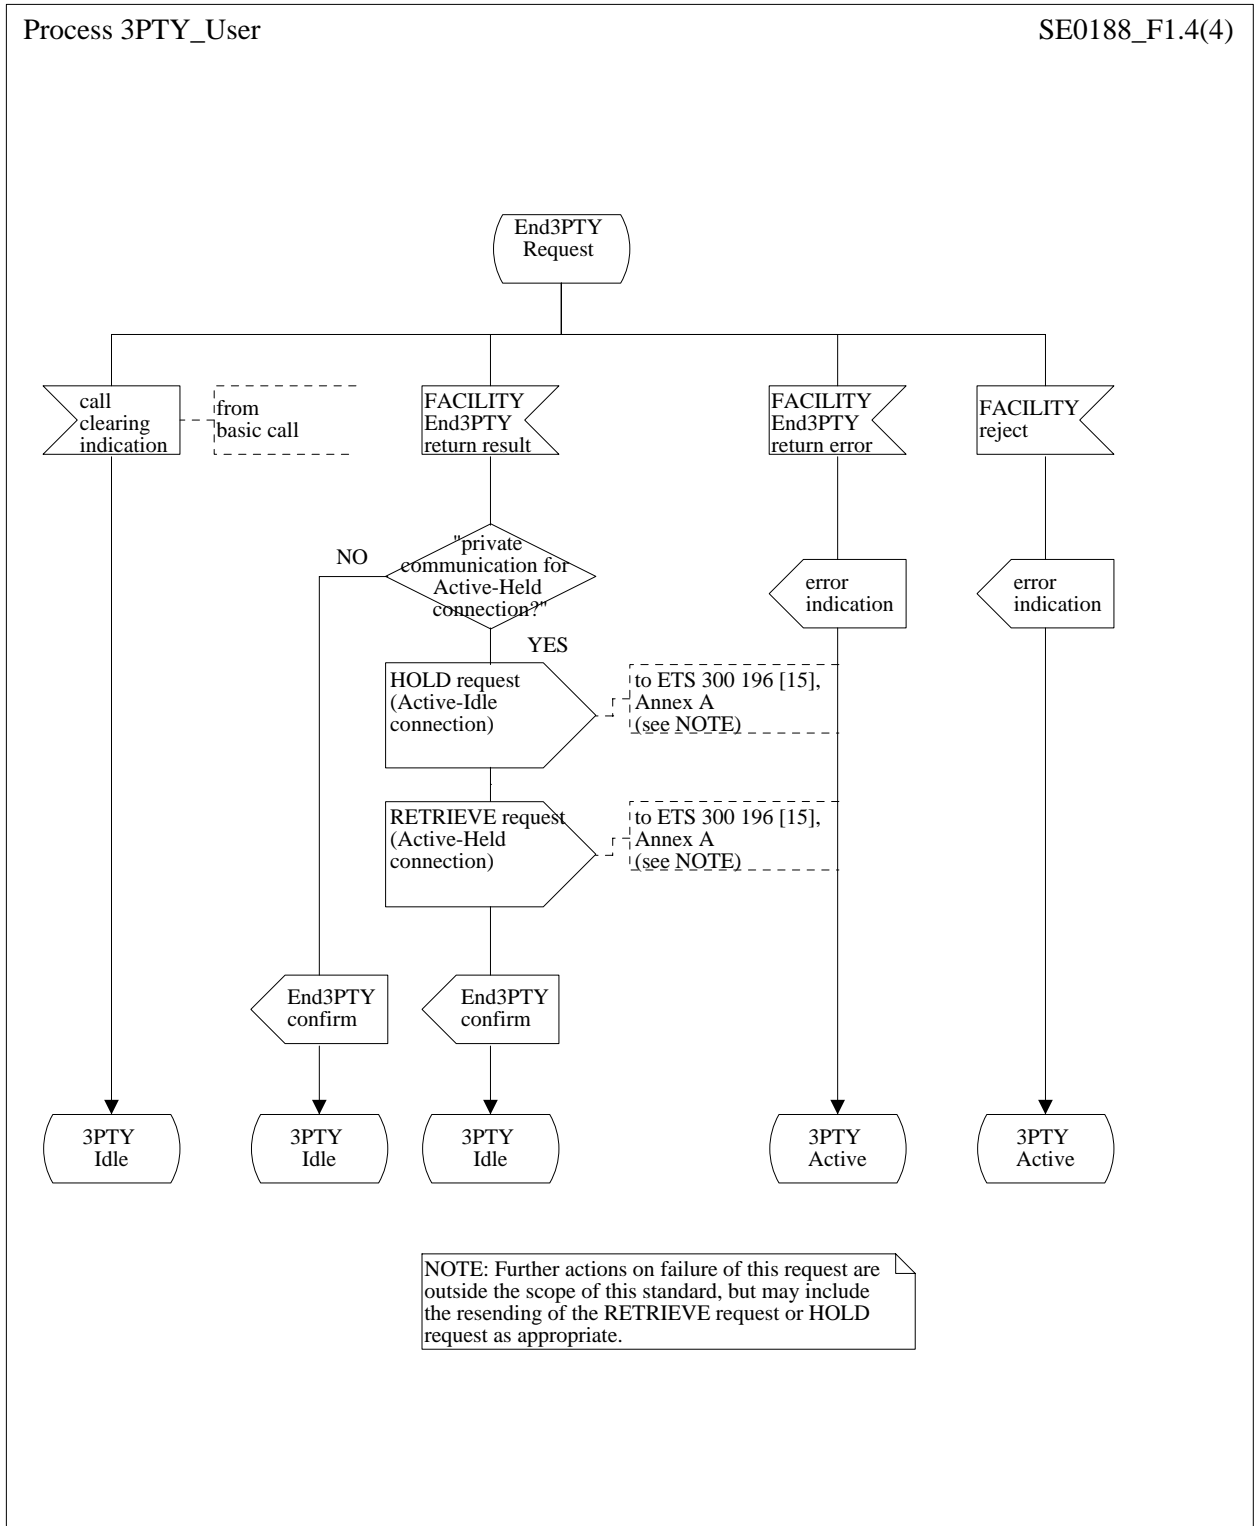 Process 3PTY_User
SE0188_F1.4(4)
End3PTY
Request
call
clearing
indication
from
basic call
FACILITY
End3PTY
return result
FACILITY
End3PTY
return error
FACILITY
reject
NO
"private
communication for
Active-Held
connection?"
YES
error
indication
error
indication
HOLD request
(Active-Idle
connection)
to ETS 300 196 [15],
Annex A
(see NOTE)
RETRIEVE request
(Active-Held
connection)
to ETS 300 196 [15],
Annex A
(see NOTE)
End3PTY
confirm
End3PTY
confirm
3PTY
Idle
3PTY
Idle
3PTY
Idle
3PTY
Active
3PTY
Active
NOTE: Further actions on failure of this request are
outside the scope of this standard, but may include
the resending of the RETRIEVE request or HOLD
request as appropriate.